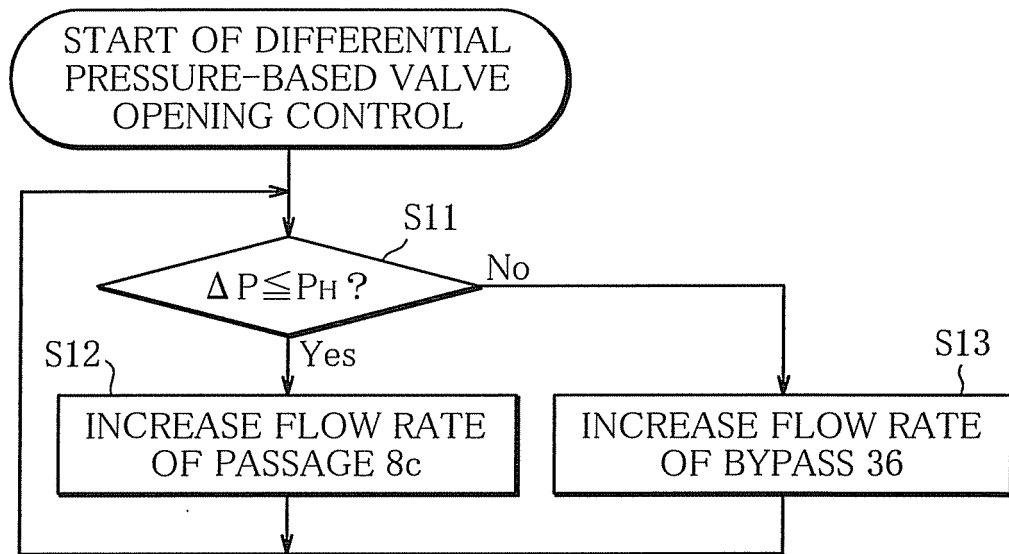 START OF DIFFERENTIAL
PRESSURE-BASED VALVE
OPENING CONTROL
S11
ΔP≦PH?
No
Yes
S12
S13
INCREASE FLOW RATE
OF PASSAGE 8c
INCREASE FLOW RATE
OF BYPASS 36